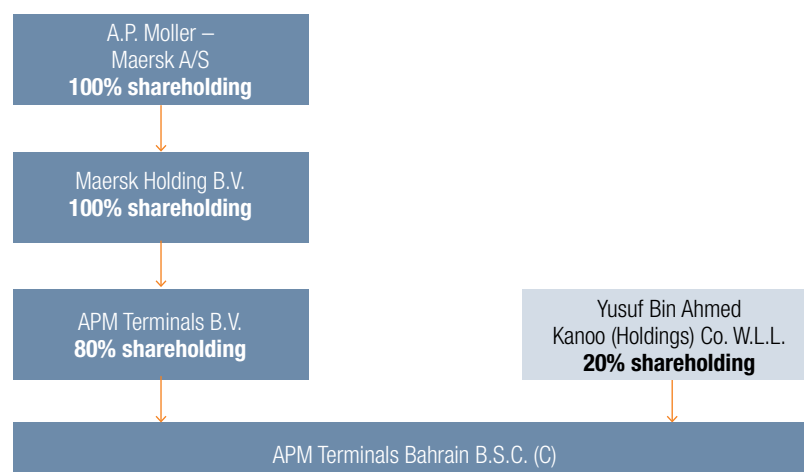 A.P. Moller –
Maersk A/S
100% shareholding
Maersk Holding B.V.
100% shareholding
APM Terminals B.V.
80% shareholding
Yusuf Bin Ahmed
Kanoo (Holdings) Co. W.L.L.
20% shareholding
APM Terminals Bahrain B.S.C. (C)